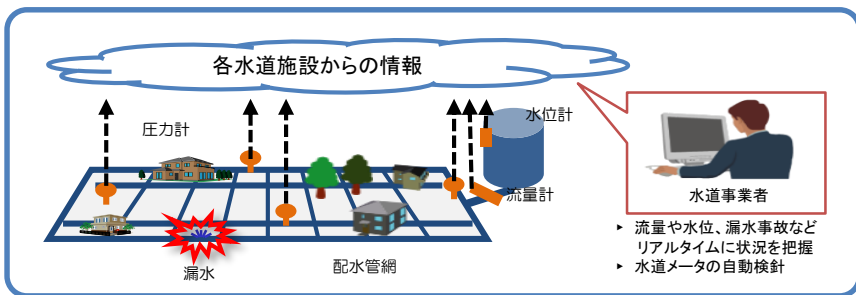 各水道施設からの情報
圧力計
水位計
流量計
漏水
配水管網
水道事業者
▶ 流量や水位、漏水事故など
リアルタイムに状況を把握
▶ 水道メータの自動検針